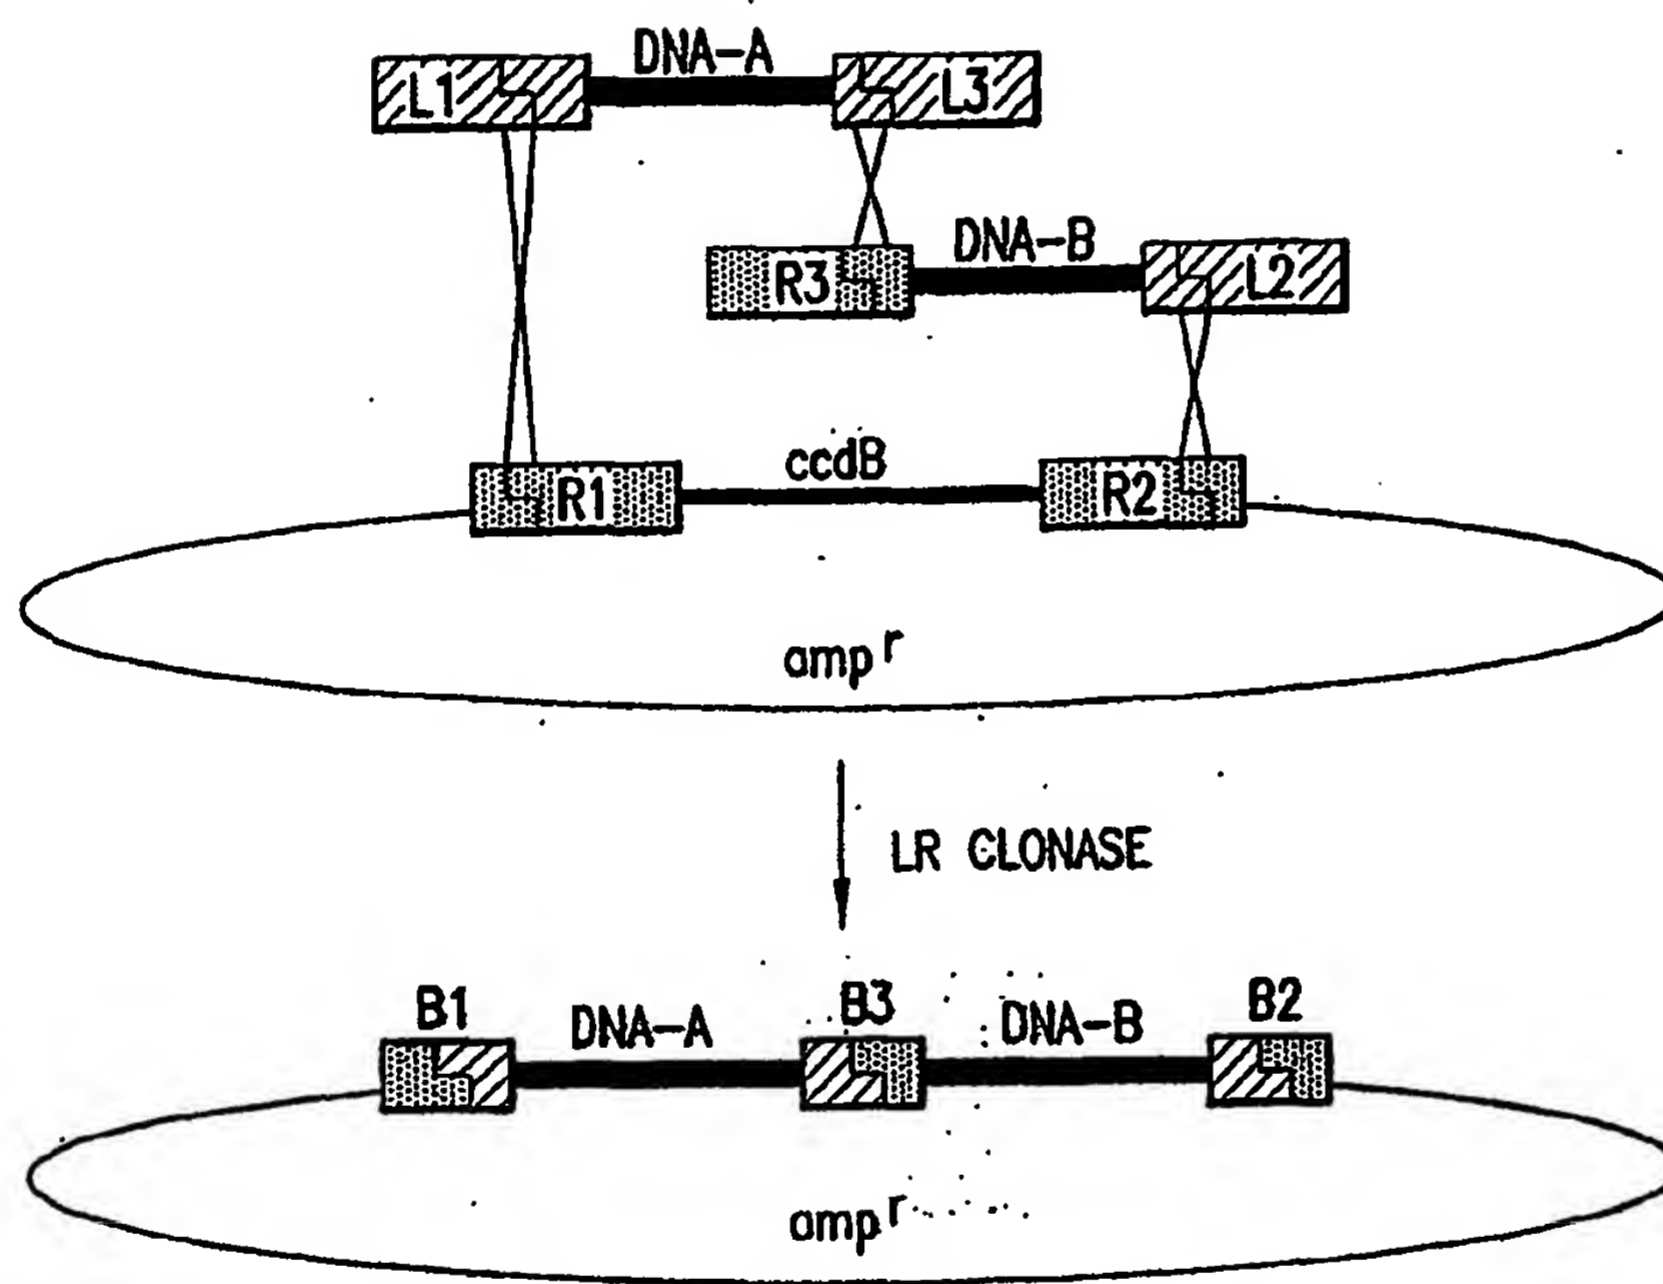 DNA-A
L1
L3
DNA-B
R3
L2
ccdB
R1
R2
amp r
LR CLONASE
B1
DNA-A
B3
DNA-B
B2
amp r